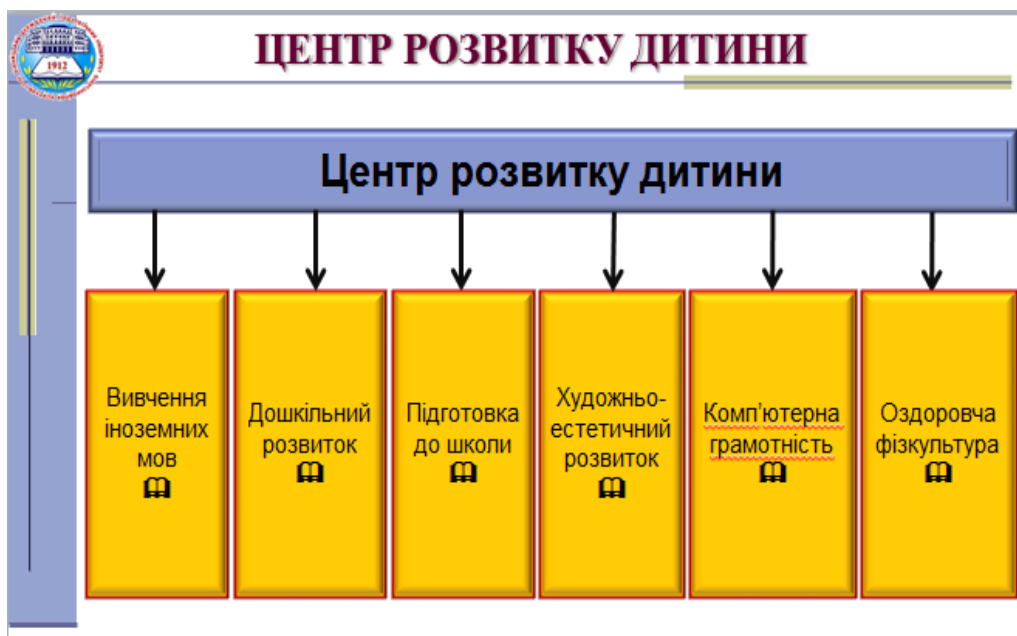 ЦЕНТР РОЗВИТКУ ДИТИНИ
1912
Центр розвитку дитини
Вивчення
іноземних
мов
Дошкільний
розвиток
Підготовка
до школи
Художньо-
естетичний
розвиток
Комп’ютерна
грамотність
Оздоровча
фізкультура